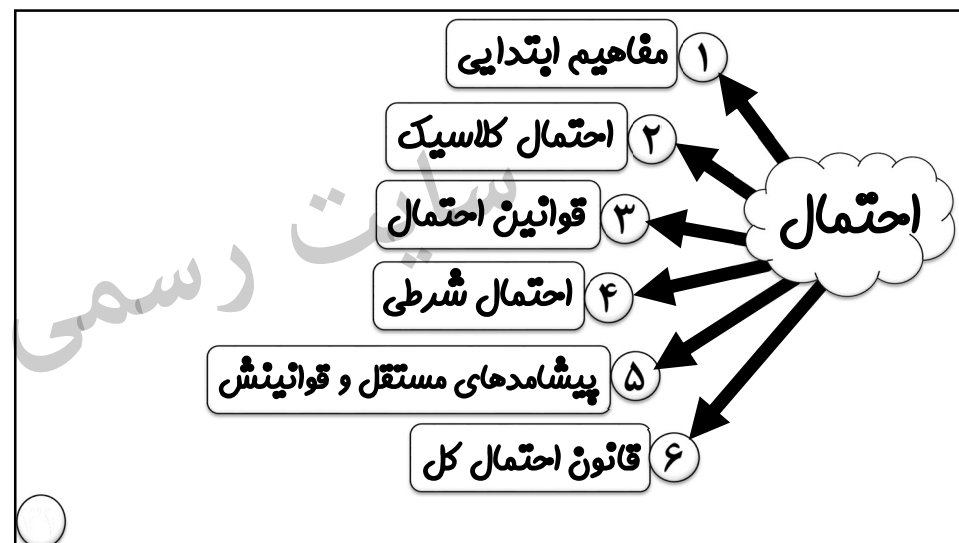 احتمال
۱ مفاهیم ابتدایی
۲ احتمال کلاسیک
۳ قوانین احتمال
۴ احتمال شرطی
۵ پیشامدهای مستقل و قوانینش
۶ قانون احتمال کل
سایت رسمی